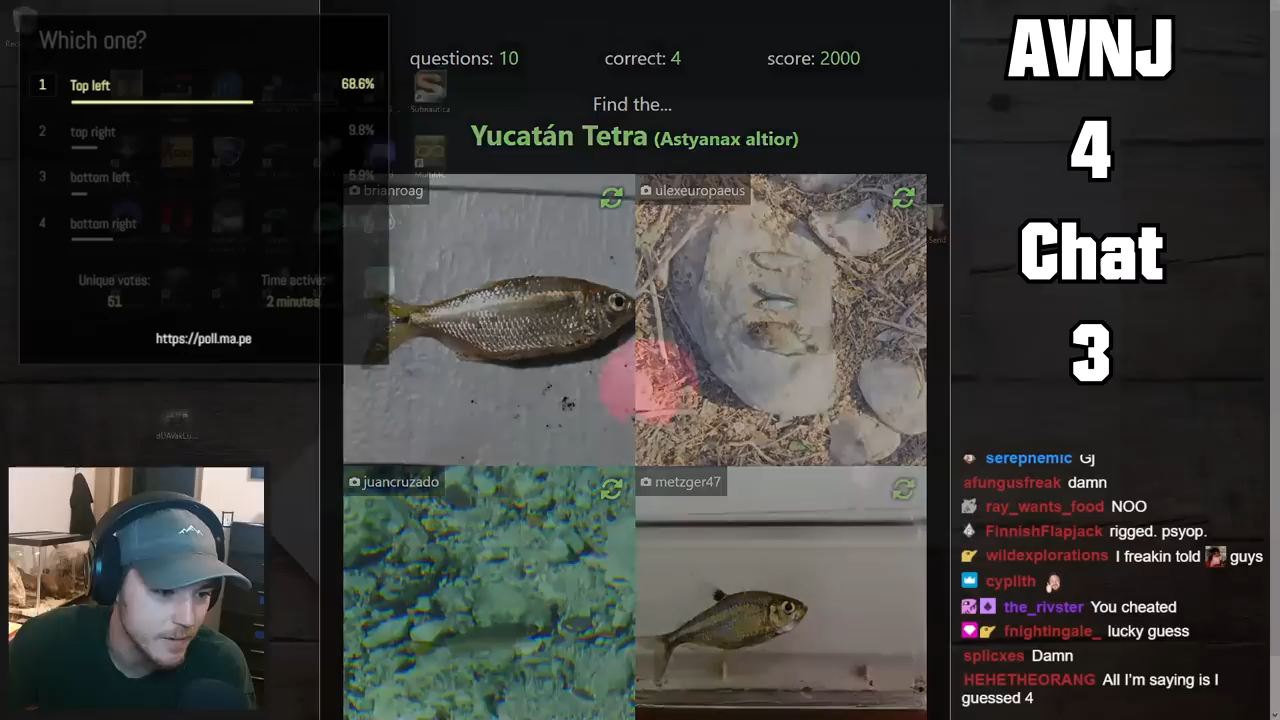 Which one?
1 Top left 68.6%
2 top right 9.8%
3 bottom left 5.9%
4 bottom right
Unique votes: 51
Time active: 2 minutes
https://poll.ma.pe
questions: 10 correct: 4 score: 2000
Find the...
Yucatán Tetra (Astyanax altior)
Subnautica
brianroag
ulexeuropaeus
juancruzado
metzger47
Send
AVNJ
4
Chat
3
serepnemic Gj
afungusfreak damn
ray_wants_food NOO
FinnishFlapjack rigged. psyop.
wildexplorations I freakin told guys
cyplith
the_rivster You cheated
fnightingale_ lucky guess
splicxes Damn
HEHETHEORANG All I'm saying is I
guessed 4